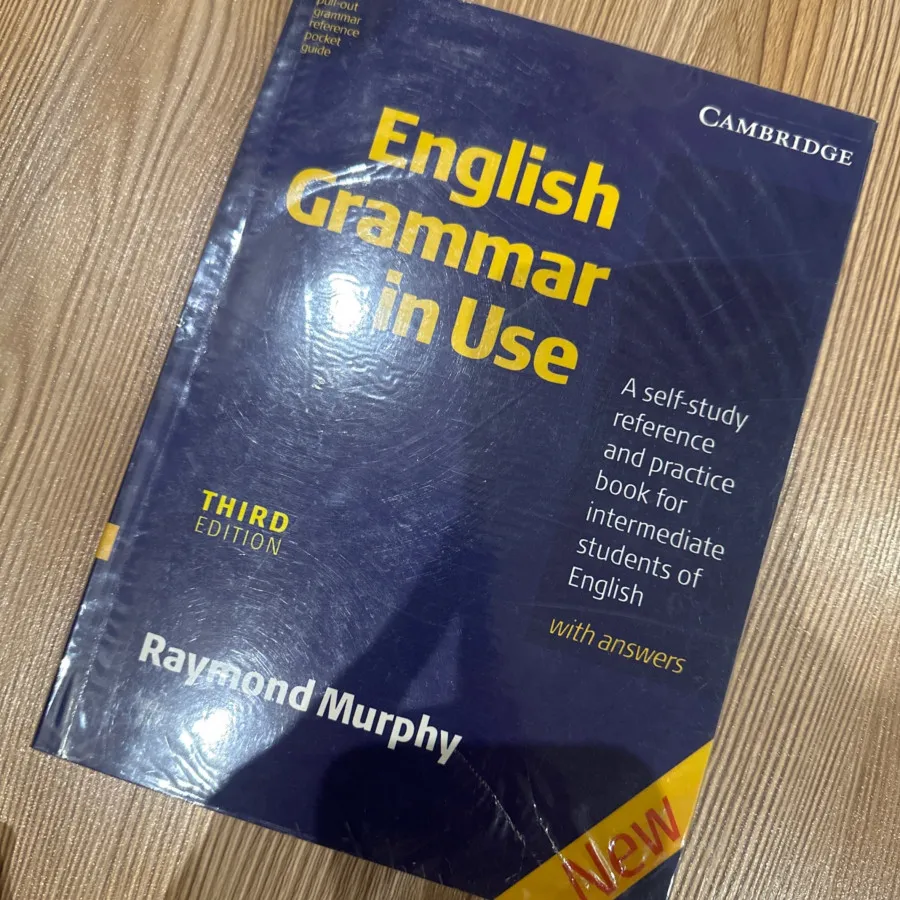 pull-out
grammar
reference
pocket
guide
CAMBRIDGE
English
Grammar
in Use
A self-study
reference
and practice
book for
intermediate
students of
English
with answers
THIRD
EDITION
Raymond Murphy
New